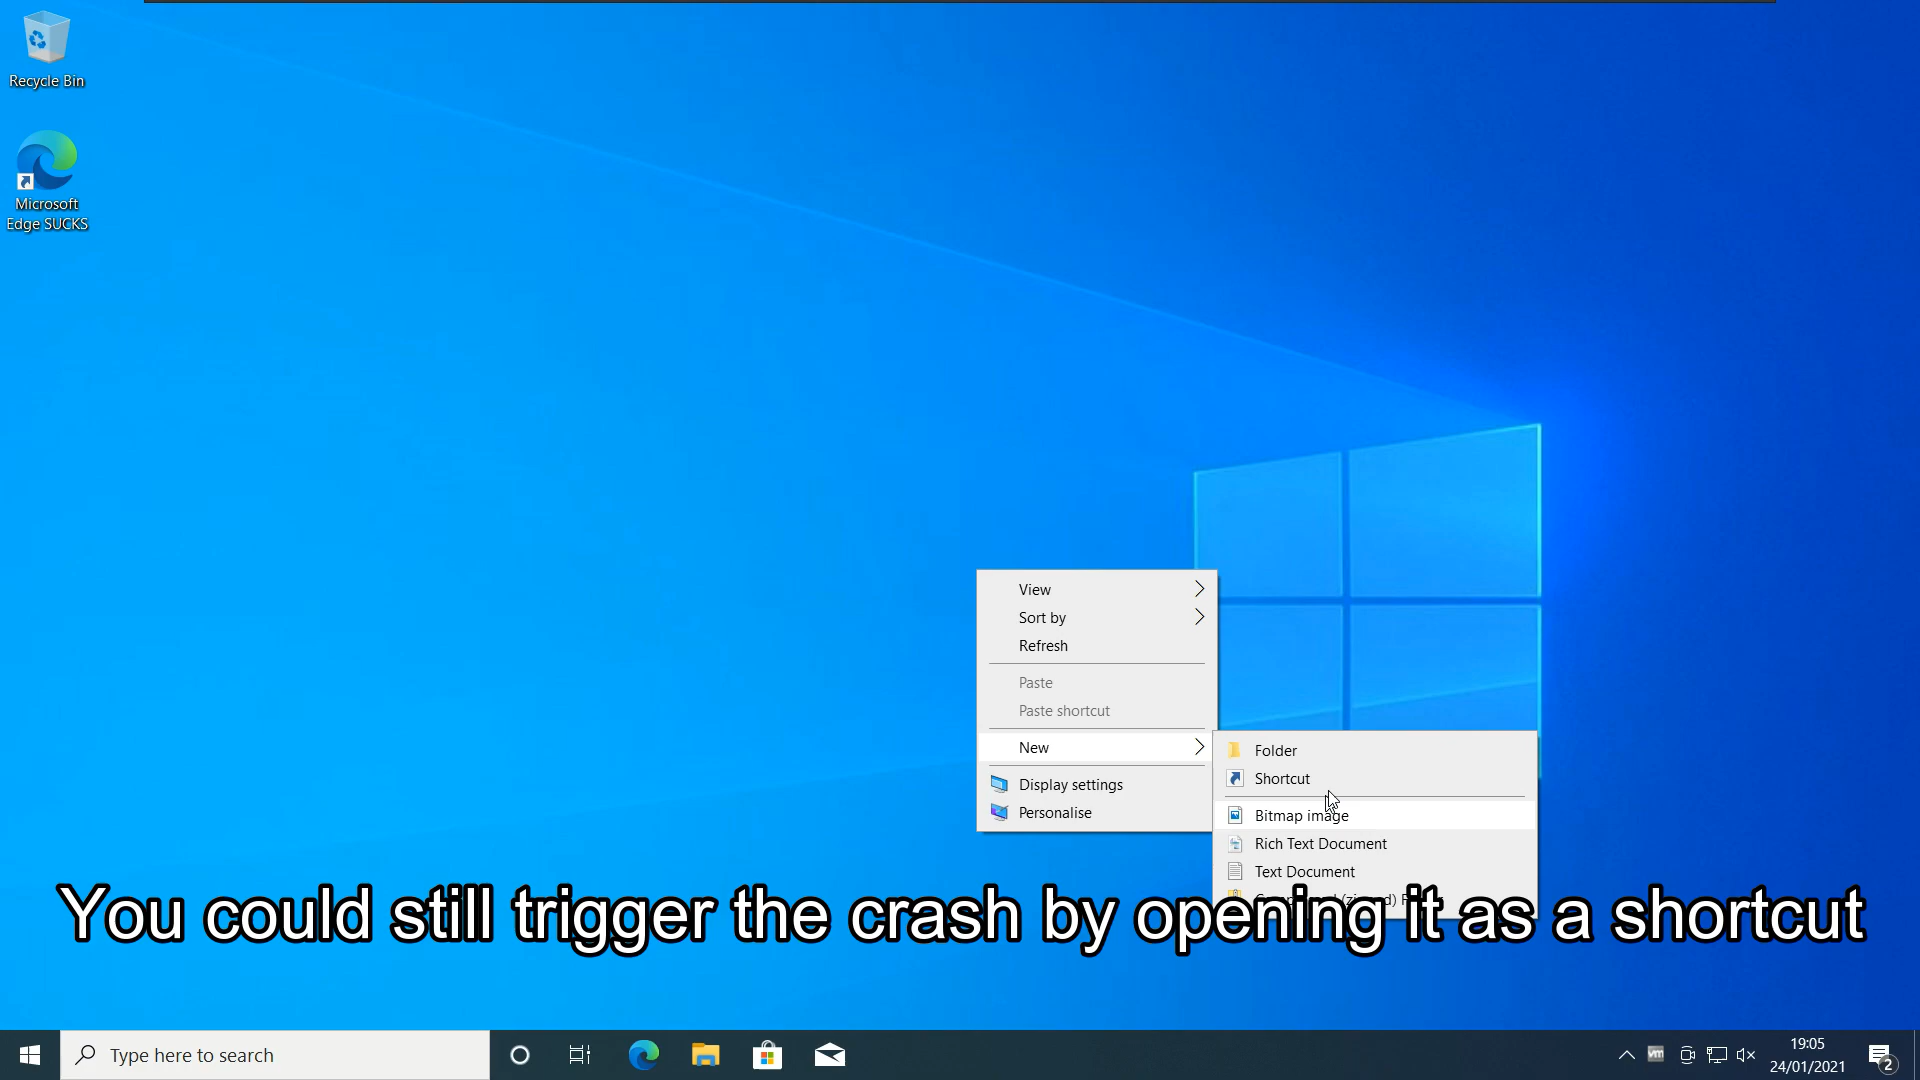 Recycle Bin
Microsoft
Edge SUCKS
View
Sort by
Refresh
Paste
Paste shortcut
New
Display settings
Personalise
Folder
Shortcut
Bitmap image
Rich Text Document
Text Document
You could still trigger the crash by opening it as a shortcut
Type here to search
vm
19:05
24/01/2021
2